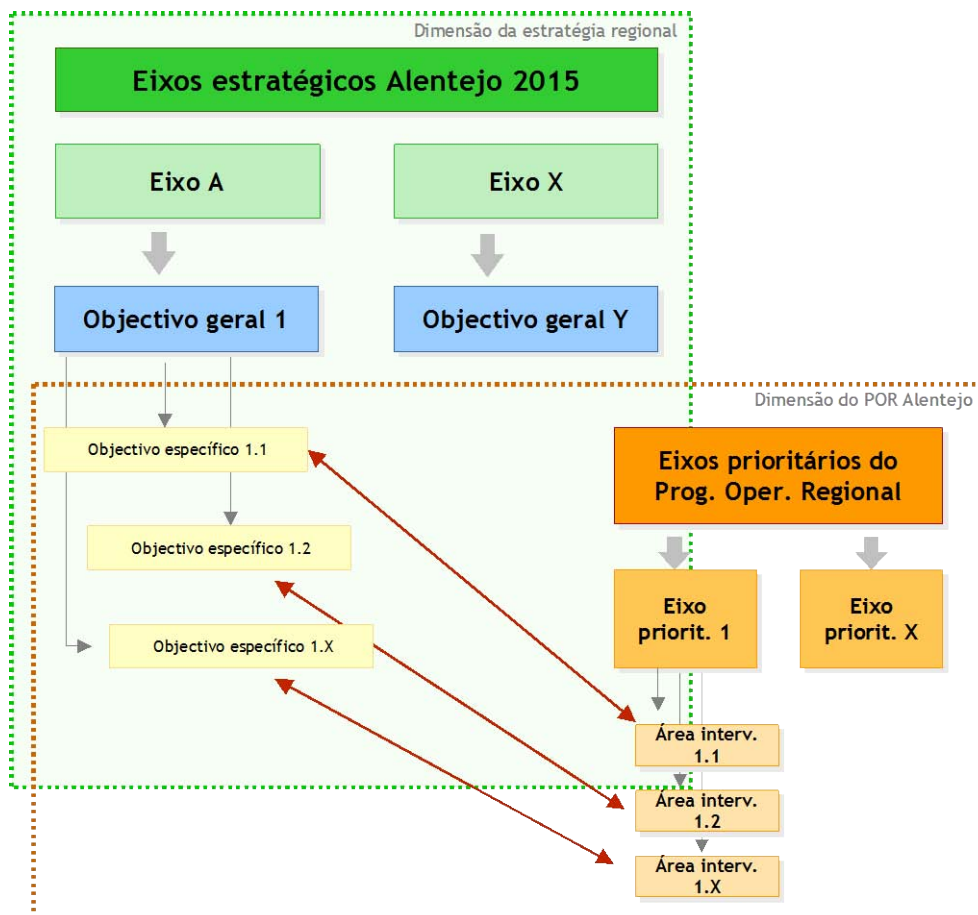 Dimensão da estratégia regional
Eixos estratégicos Alentejo 2015
Eixo A
Eixo X
Objectivo geral 1
Objectivo geral Y
Dimensão do POR Alentejo
Objectivo específico 1.1
Eixos prioritários do
Prog. Oper. Regional
Objectivo específico 1.2
Eixo
priorit. 1
Eixo
priorit. X
Objectivo específico 1.X
Área interv.
1.1
Área interv.
1.2
Área interv.
1.X